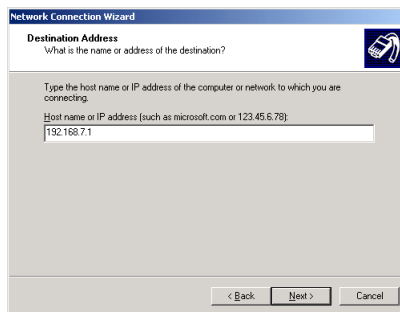 Network Connection Wizard
Destination Address
What is the name or address of the destination?
Type the host name or IP address of the computer or network to which you are
connecting.
Host name or IP address (such as microsoft.com or 123.45.6.78):
192.168.7.1
< Back
Next >
Cancel